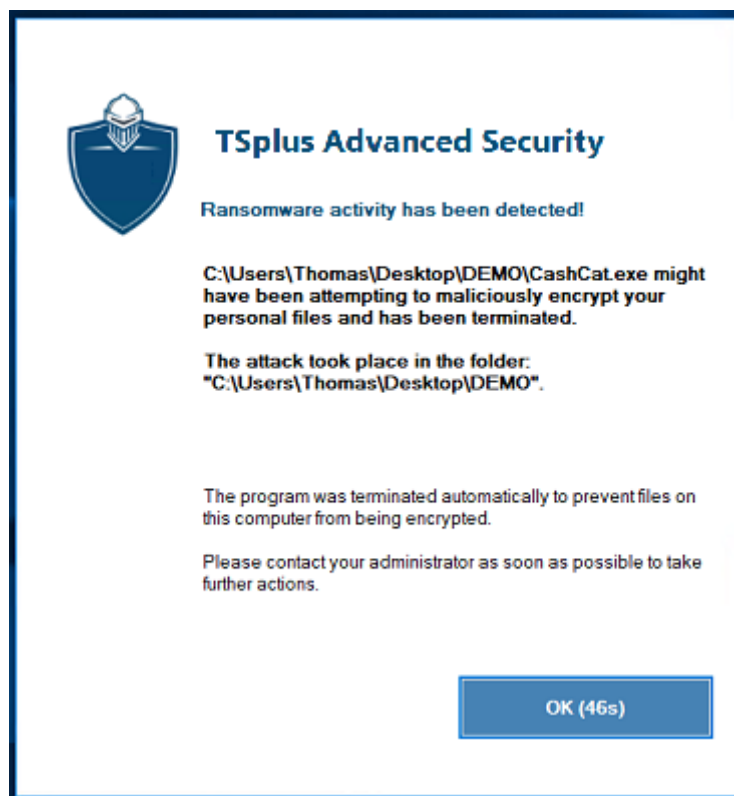 TSplus Advanced Security
Ransomware activity has been detected!
C:\Users\Thomas\Desktop\DEMO\CashCat.exe might
have been attempting to maliciously encrypt your
personal files and has been terminated.
The attack took place in the folder:
"C:\Users\Thomas\Desktop\DEMO".
The program was terminated automatically to prevent files on
this computer from being encrypted.
Please contact your administrator as soon as possible to take
further actions.
OK (46s)